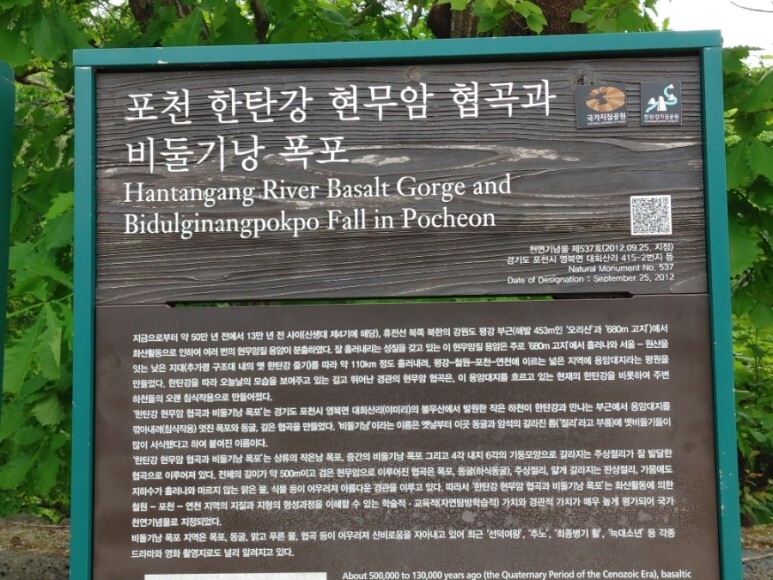 포천 한탄강 현무암 협곡과
비둘기낭 폭포
국가지질공원
한탄강지질공원
Hantangang River Basalt Gorge and
Bidulginangpokpo Fall in Pocheon
천연기념물 제537호(2012.09.25. 지정)
경기도 포천시 영북면 대회산리 415-2번지 등
Natural Monument No. 537
Date of Designation : September 25, 2012
지금으로부터 약 50만 년 전에서 13만 년 전 사이(신생대 제4기에 해당), 휴전선 북쪽 북한의 강원도 평강 부근(해발 453m인 '오리산'과 '680m 고지')에서
화산활동으로 인하여 여러 번의 현무암질 용암이 분출하였다. 잘 흘러내리는 성질을 갖고 있는 이 현무암질 용암은 주로 '680m 고지'에서 흘러나와 서울 – 원산을
잇는 낮은 지대(추가령 구조대 내의 옛 한탄강 줄기)를 따라 약 110km 정도 흘러내려, 평강-철원-포천-연천에 이르는 넓은 지역에 용암대지라는 평원을
만들었다. 한탄강을 따라 오늘날의 모습을 보여주고 있는 깊고 뛰어난 경관의 현무암 협곡은, 이 용암대지를 흐르고 있는 현재의 한탄강을 비롯하여 주변
하천들의 오랜 침식작용으로 만들어졌다.
'한탄강 현무암 협곡과 비둘기낭 폭포'는 경기도 포천시 영북면 대회산리(야미리)의 불무산에서 발원한 작은 하천이 한탄강과 만나는 부근에서 용암대지를
깎아내려(침식작용) 멋진 폭포와 동굴, 깊은 협곡을 만들었다. '비둘기낭'이라는 이름은 옛날부터 이곳 동굴과 암석의 갈라진 틈('절리'라고 부름)에 멧비둘기들이
많이 서식했다고 하여 붙여진 이름이다.
'한탄강 현무암 협곡과 비둘기낭 폭포'는 상류의 작은낭 폭포, 중간의 비둘기낭 폭포 그리고 4각 내지 6각의 기둥모양으로 갈라지는 주상절리가 잘 발달한
협곡으로 이루어져 있다. 전체의 길이가 약 500m이고 검은 현무암으로 이루어진 협곡은 폭포, 동굴(하식동굴), 주상절리, 얇게 갈라지는 판상절리, 가뭄에도
지하수가 흘러나와 마르지 않는 맑은 물, 식물 등이 어우러져 아름다운 경관을 이루고 있다. 따라서 '한탄강 현무암 협곡과 비둘기낭 폭포'는 화산활동에 의한
철원 – 포천 – 연천 지역의 지질과 지형의 형성과정을 이해할 수 있는 학술적 · 교육적(자연탐방학습적) 가치와 경관적 가치가 매우 높게 평가되어 국가
천연기념물로 지정되었다.
비둘기낭 폭포 지역은 폭포, 동굴, 맑고 푸른 물, 협곡 등이 어우러져 신비로움을 자아내고 있어 최근 '선덕여왕', '추노', '최종병기 활', '늑대소년' 등 각종
드라마와 영화 촬영지로도 널리 알려지고 있다.
About 500,000 to 130,000 years ago (the Quaternary Period of the Cenozoic Era), basaltic